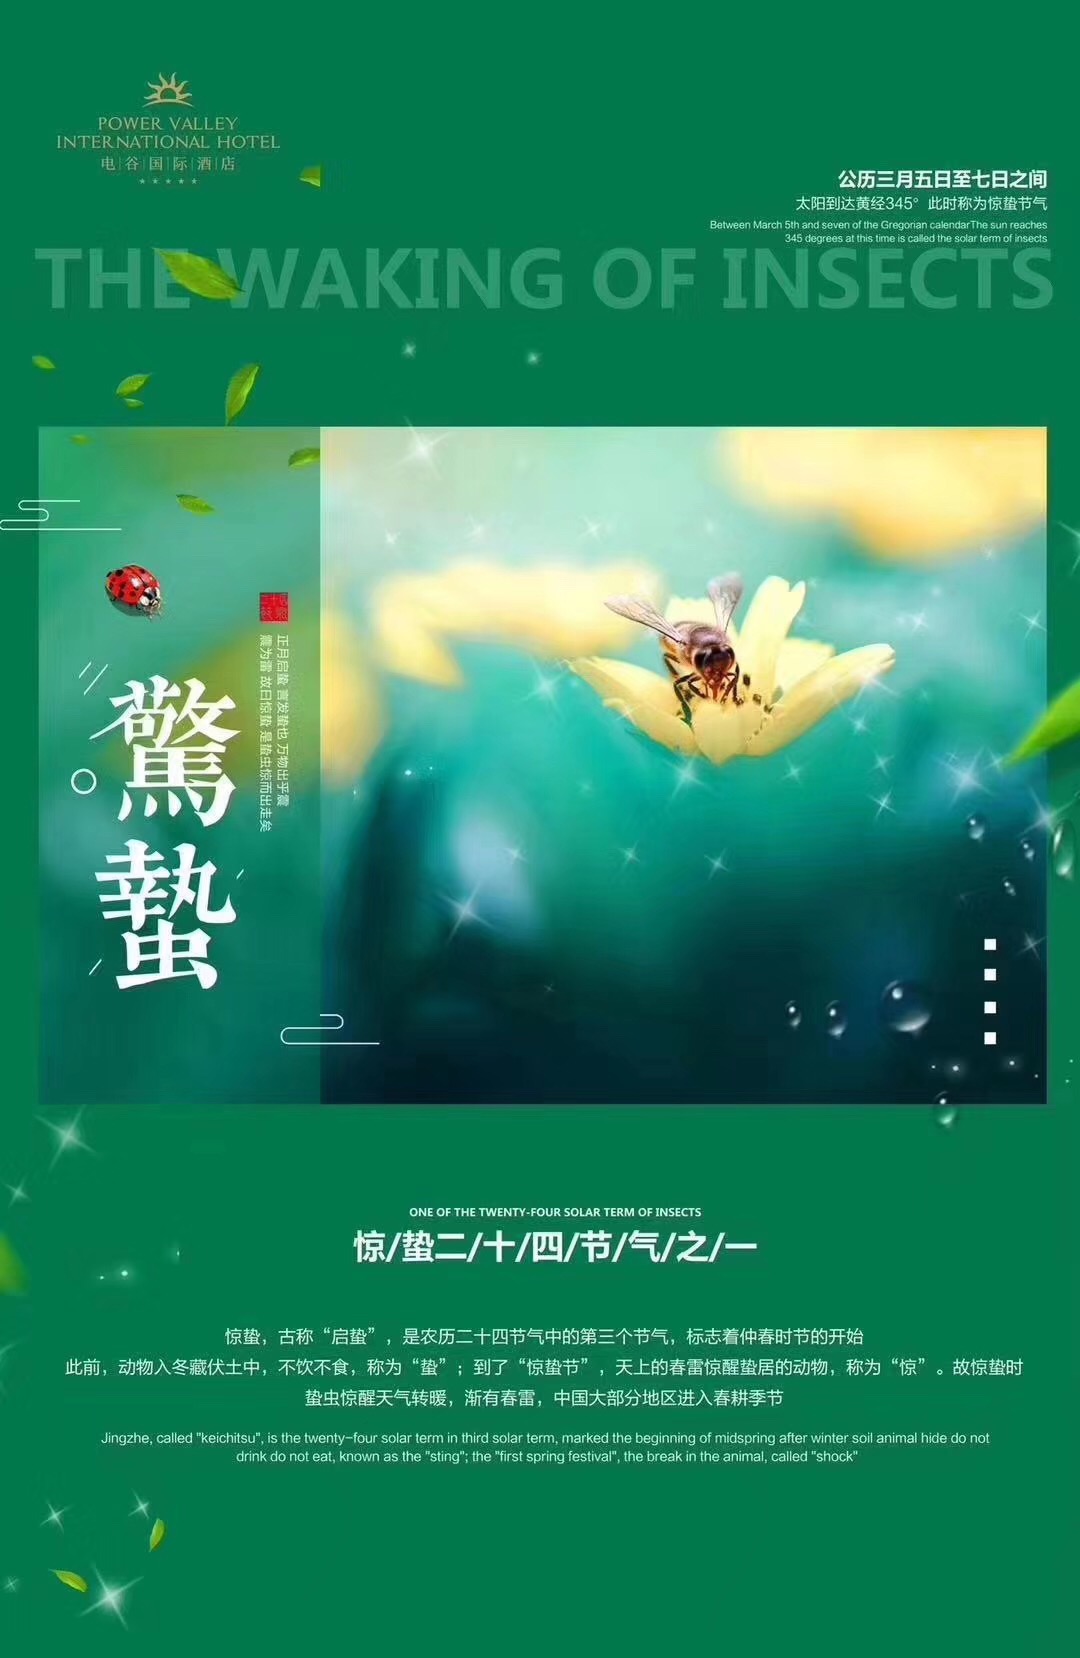 POWER VALLEY
INTERNATIONAL HOTEL
电谷国际酒店
公历三月五日至七日之间
太阳到达黄经345° 此时称为惊蛰节气
Between March 5th and seven of the Gregorian calendarThe sun reaches
345 degrees at this time is called the solar term of insects
THE WAKING OF INSECTS
驚蟄
正月启蛰 言发蛰也 万物出乎震
震为雷 故曰惊蛰 是蛰虫惊而出走矣
ONE OF THE TWENTY-FOUR SOLAR TERM OF INSECTS
惊/蛰二/十/四/节/气/之/一
惊蛰，古称“启蛰”，是农历二十四节气中的第三个节气，标志着仲春时节的开始
此前，动物入冬藏伏土中，不饮不食，称为“蛰”；到了“惊蛰节”，天上的春雷惊醒蛰居的动物，称为“惊”。故惊蛰时
蛰虫惊醒天气转暖，渐有春雷，中国大部分地区进入春耕季节
Jingzhe, called "keichitsu", is the twenty-four solar term in third solar term, marked the beginning of midspring after winter soil animal hide do not
drink do not eat, known as the "sting"; the "first spring festival", the break in the animal, called "shock"